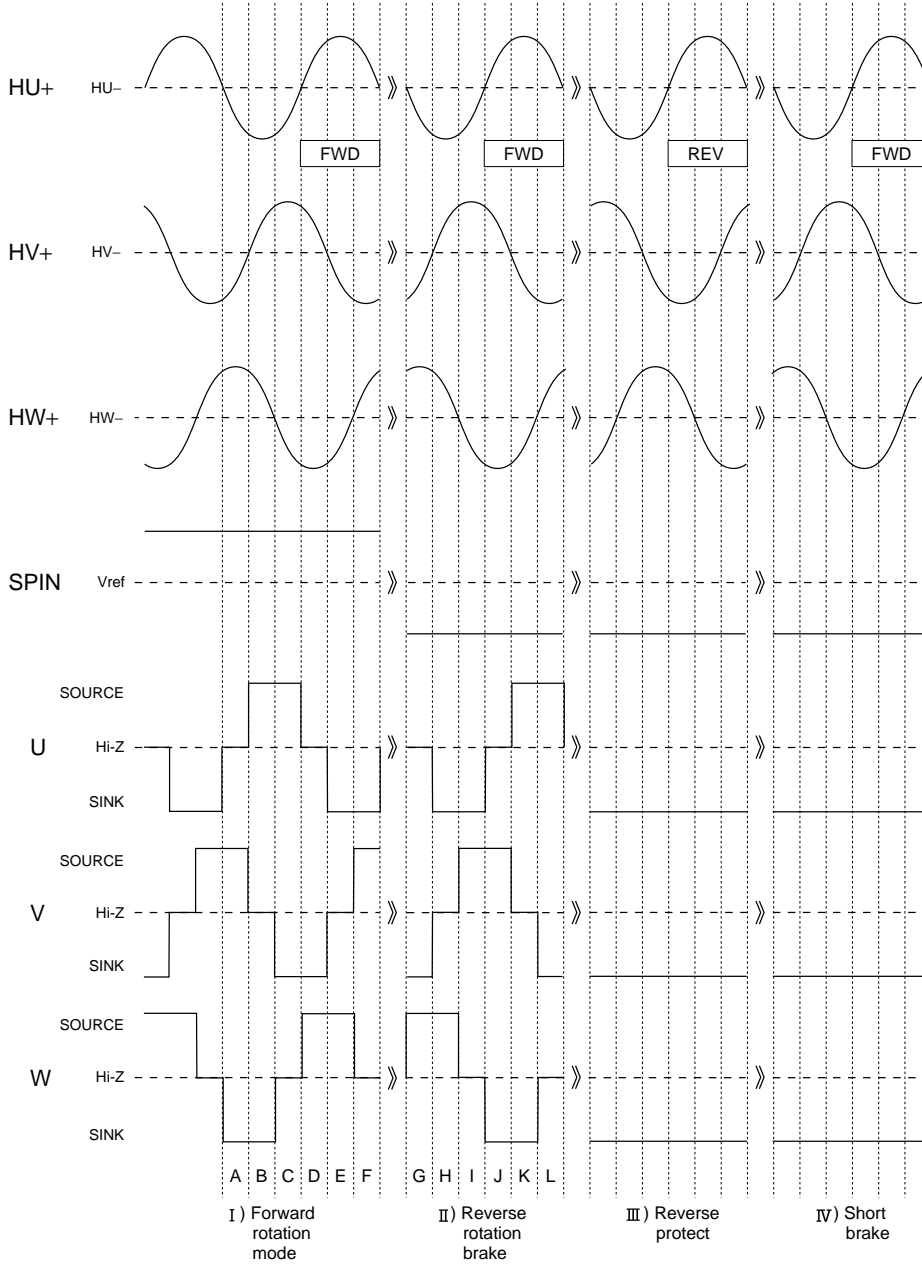 HU+ HU−
FWD FWD REV FWD
HV+ HV−
HW+ HW−
SPIN Vref
SOURCE
U Hi-Z
SINK
SOURCE
V Hi-Z
SINK
SOURCE
W Hi-Z
SINK
A B C D E F G H I J K L
Ⅰ) Forward rotation mode
Ⅱ) Reverse rotation brake
Ⅲ) Reverse protect
Ⅳ) Short brake